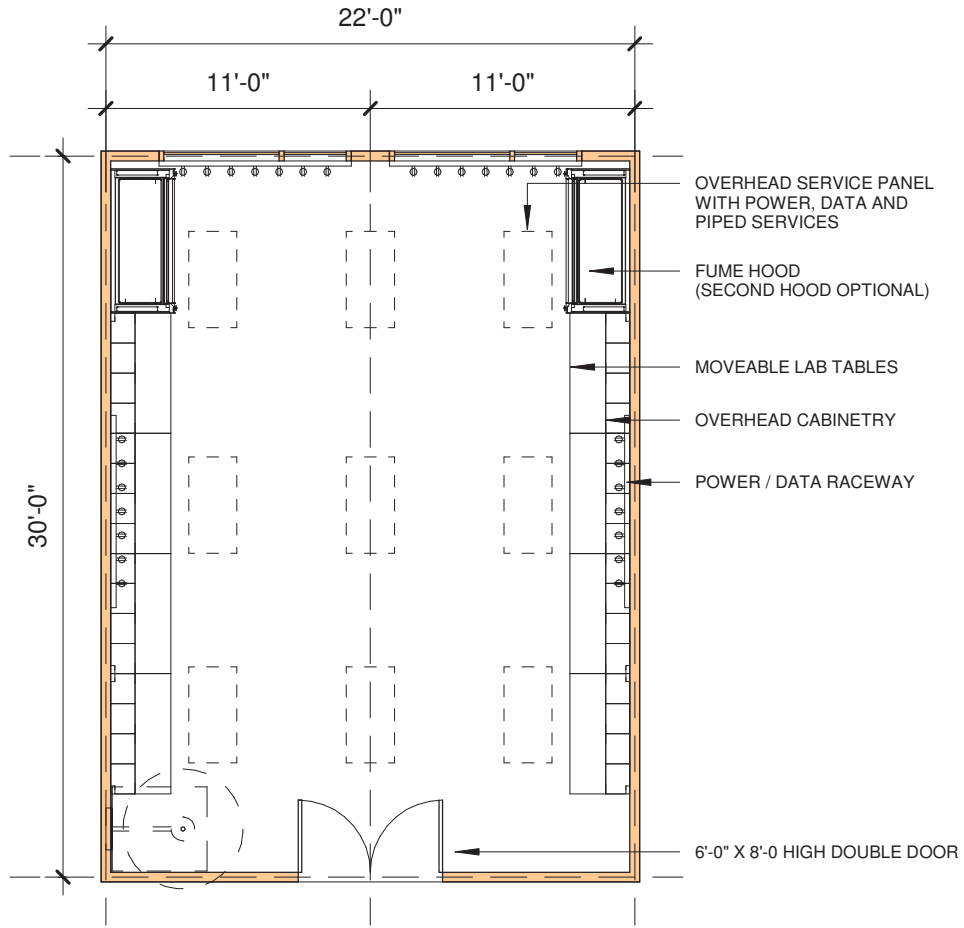 22'-0"
11'-0"
11'-0"
OVERHEAD SERVICE PANEL
WITH POWER, DATA AND
PIPED SERVICES
FUME HOOD
(SECOND HOOD OPTIONAL)
MOVEABLE LAB TABLES
OVERHEAD CABINETRY
POWER / DATA RACEWAY
30'-0"
6'-0" X 8'-0 HIGH DOUBLE DOOR